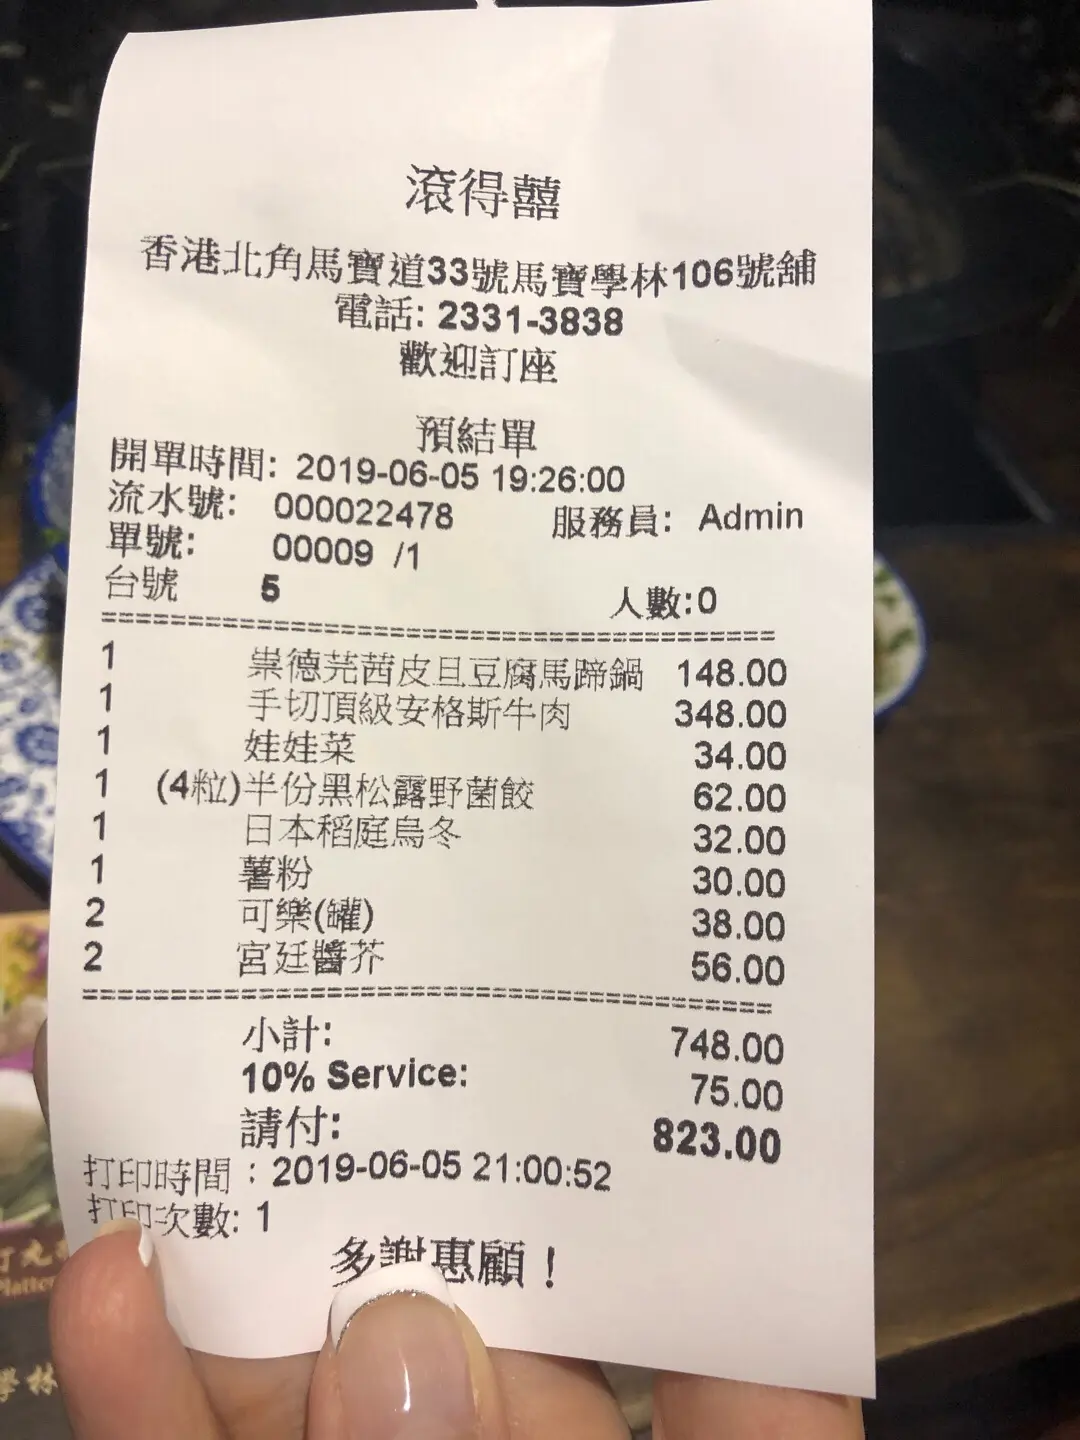 滾得囍
香港北角馬寶道33號馬寶學林106號舖
電話: 2331-3838
歡迎訂座
預結單
開單時間: 2019-06-05 19:26:00
流水號: 000022478 服務員: Admin
單號: 00009 /1
台號 5 人數:0
1 崇德芫茜皮旦豆腐馬蹄鍋 148.00
1 手切頂級安格斯牛肉 348.00
1 娃娃菜 34.00
1 (4粒)半份黑松露野菌餃 62.00
1 日本稻庭烏冬 32.00
1 薯粉 30.00
2 可樂(罐) 38.00
2 宮廷醬芥 56.00
小計: 748.00
10% Service: 75.00
請付: 823.00
打印時間 : 2019-06-05 21:00:52
打印次數: 1
多謝惠顧！
學林